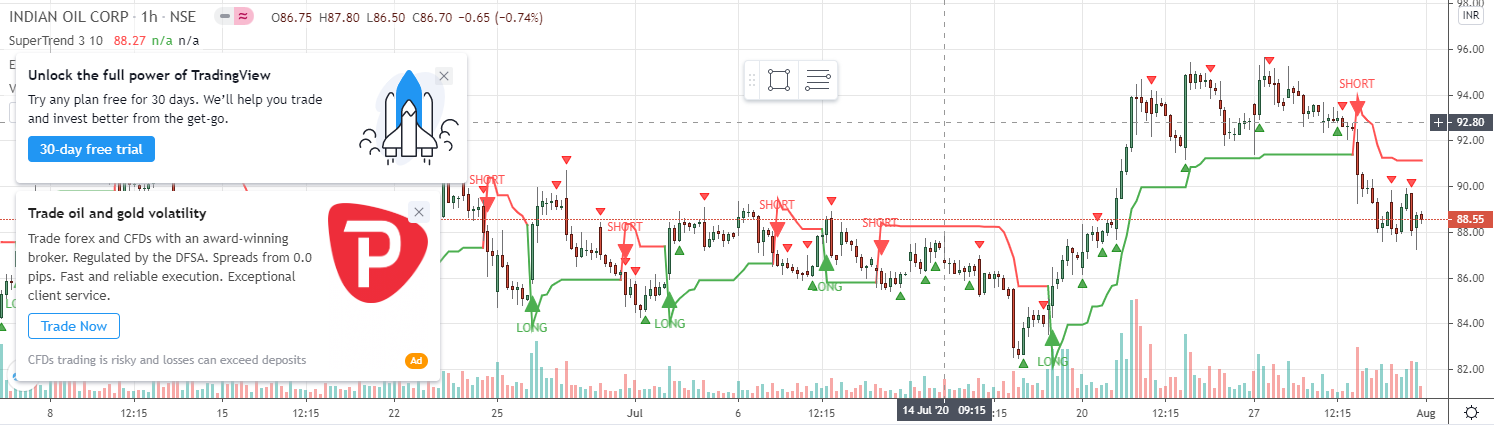 INDIAN OIL CORP · 1h · NSE O86.75 H87.80 L86.50 C86.70 −0.65 (−0.74%)
SuperTrend 3 10 88.27 n/a n/a
E
V
Unlock the full power of TradingView
Try any plan free for 30 days. We'll help you trade
and invest better from the get-go.
30-day free trial
Trade oil and gold volatility
Trade forex and CFDs with an award-winning
broker. Regulated by the DFSA. Spreads from 0.0
pips. Fast and reliable execution. Exceptional
client service.
Trade Now
CFDs trading is risky and losses can exceed deposits
Ad
P
SHORT
LONG
SHORT
LONG
SHORT
LONG
SHORT
LONG
SHORT
98.00
INR
96.00
94.00
92.80
92.00
90.00
88.55
88.00
86.00
84.00
82.00
8 12:15 15 12:15 22 25 Jul 6 12:15 14 Jul '20 09:15 :15 20 12:15 27 12:15 Aug